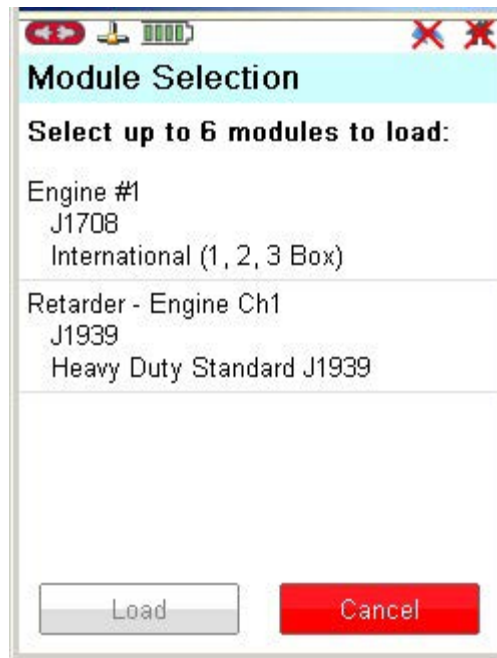 Module Selection
Select up to 6 modules to load:
Engine #1
J1708
International (1, 2, 3 Box)
Retarder - Engine Ch1
J1939
Heavy Duty Standard J1939
Load
Cancel